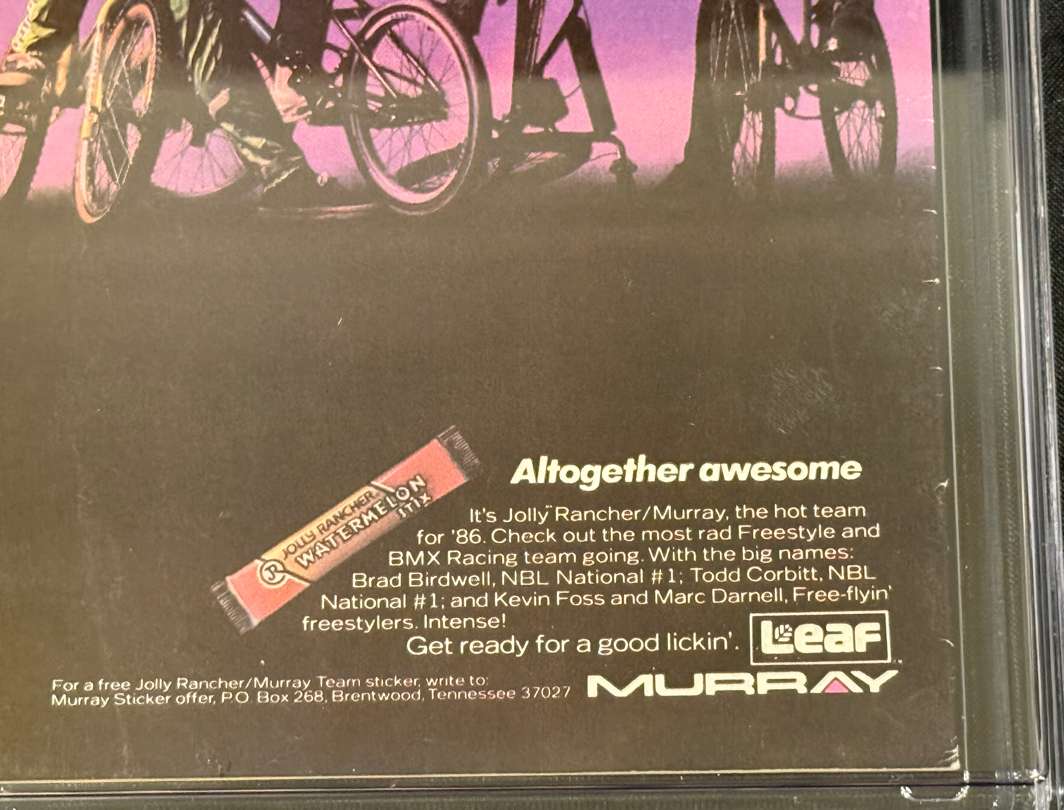 JOLLY RANCHER
WATERMELON
STIX
Altogether awesome
It's Jolly Rancher/Murray, the hot team
for '86. Check out the most rad Freestyle and
BMX Racing team going. With the big names:
Brad Birdwell, NBL National #1; Todd Corbitt, NBL
National #1; and Kevin Foss and Marc Darnell, Free-flyin'
freestylers. Intense!
Get ready for a good lickin'.
Leaf
For a free Jolly Rancher/Murray Team sticker, write to:
Murray Sticker offer, P.O. Box 268, Brentwood, Tennessee 37027
MURRAY